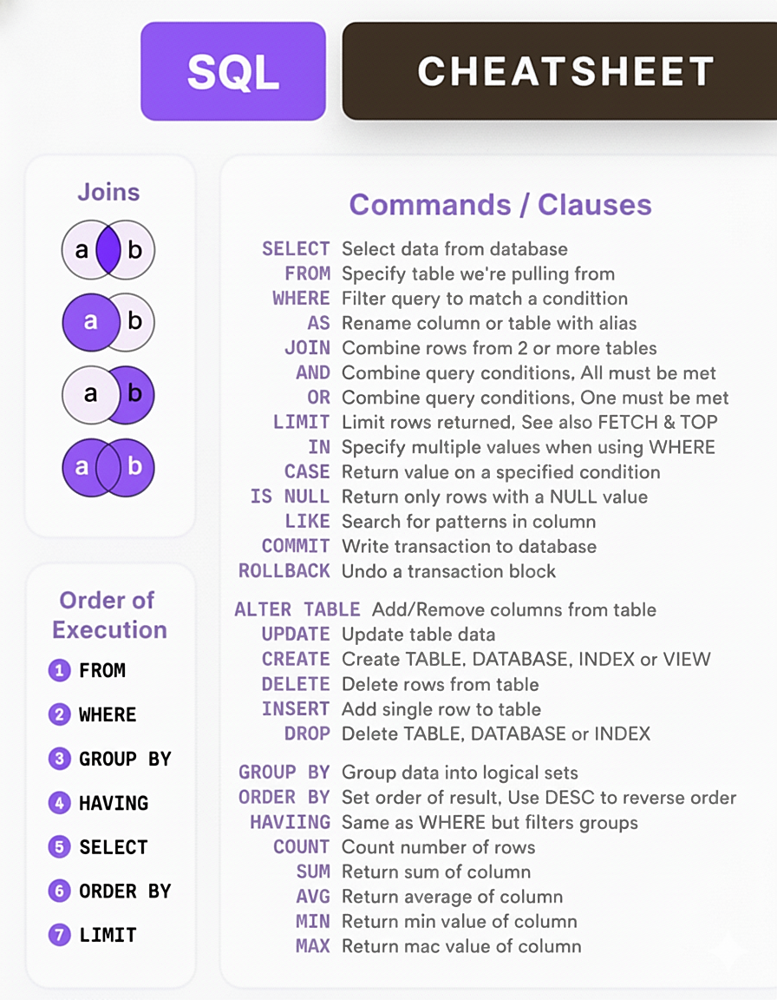 SQL CHEATSHEET
Joins
a b
a b
a b
a b
Order of
Execution
1 FROM
2 WHERE
3 GROUP BY
4 HAVING
5 SELECT
6 ORDER BY
7 LIMIT
Commands / Clauses
SELECT Select data from database
FROM Specify table we're pulling from
WHERE Filter query to match a condittion
AS Rename column or table with alias
JOIN Combine rows from 2 or more tables
AND Combine query conditions, All must be met
OR Combine query conditions, One must be met
LIMIT Limit rows returned, See also FETCH & TOP
IN Specify multiple values when using WHERE
CASE Return value on a specified condition
IS NULL Return only rows with a NULL value
LIKE Search for patterns in column
COMMIT Write transaction to database
ROLLBACK Undo a transaction block
ALTER TABLE Add/Remove columns from table
UPDATE Update table data
CREATE Create TABLE, DATABASE, INDEX or VIEW
DELETE Delete rows from table
INSERT Add single row to table
DROP Delete TABLE, DATABASE or INDEX
GROUP BY Group data into logical sets
ORDER BY Set order of result, Use DESC to reverse order
HAVIING Same as WHERE but filters groups
COUNT Count number of rows
SUM Return sum of column
AVG Return average of column
MIN Return min value of column
MAX Return mac value of column